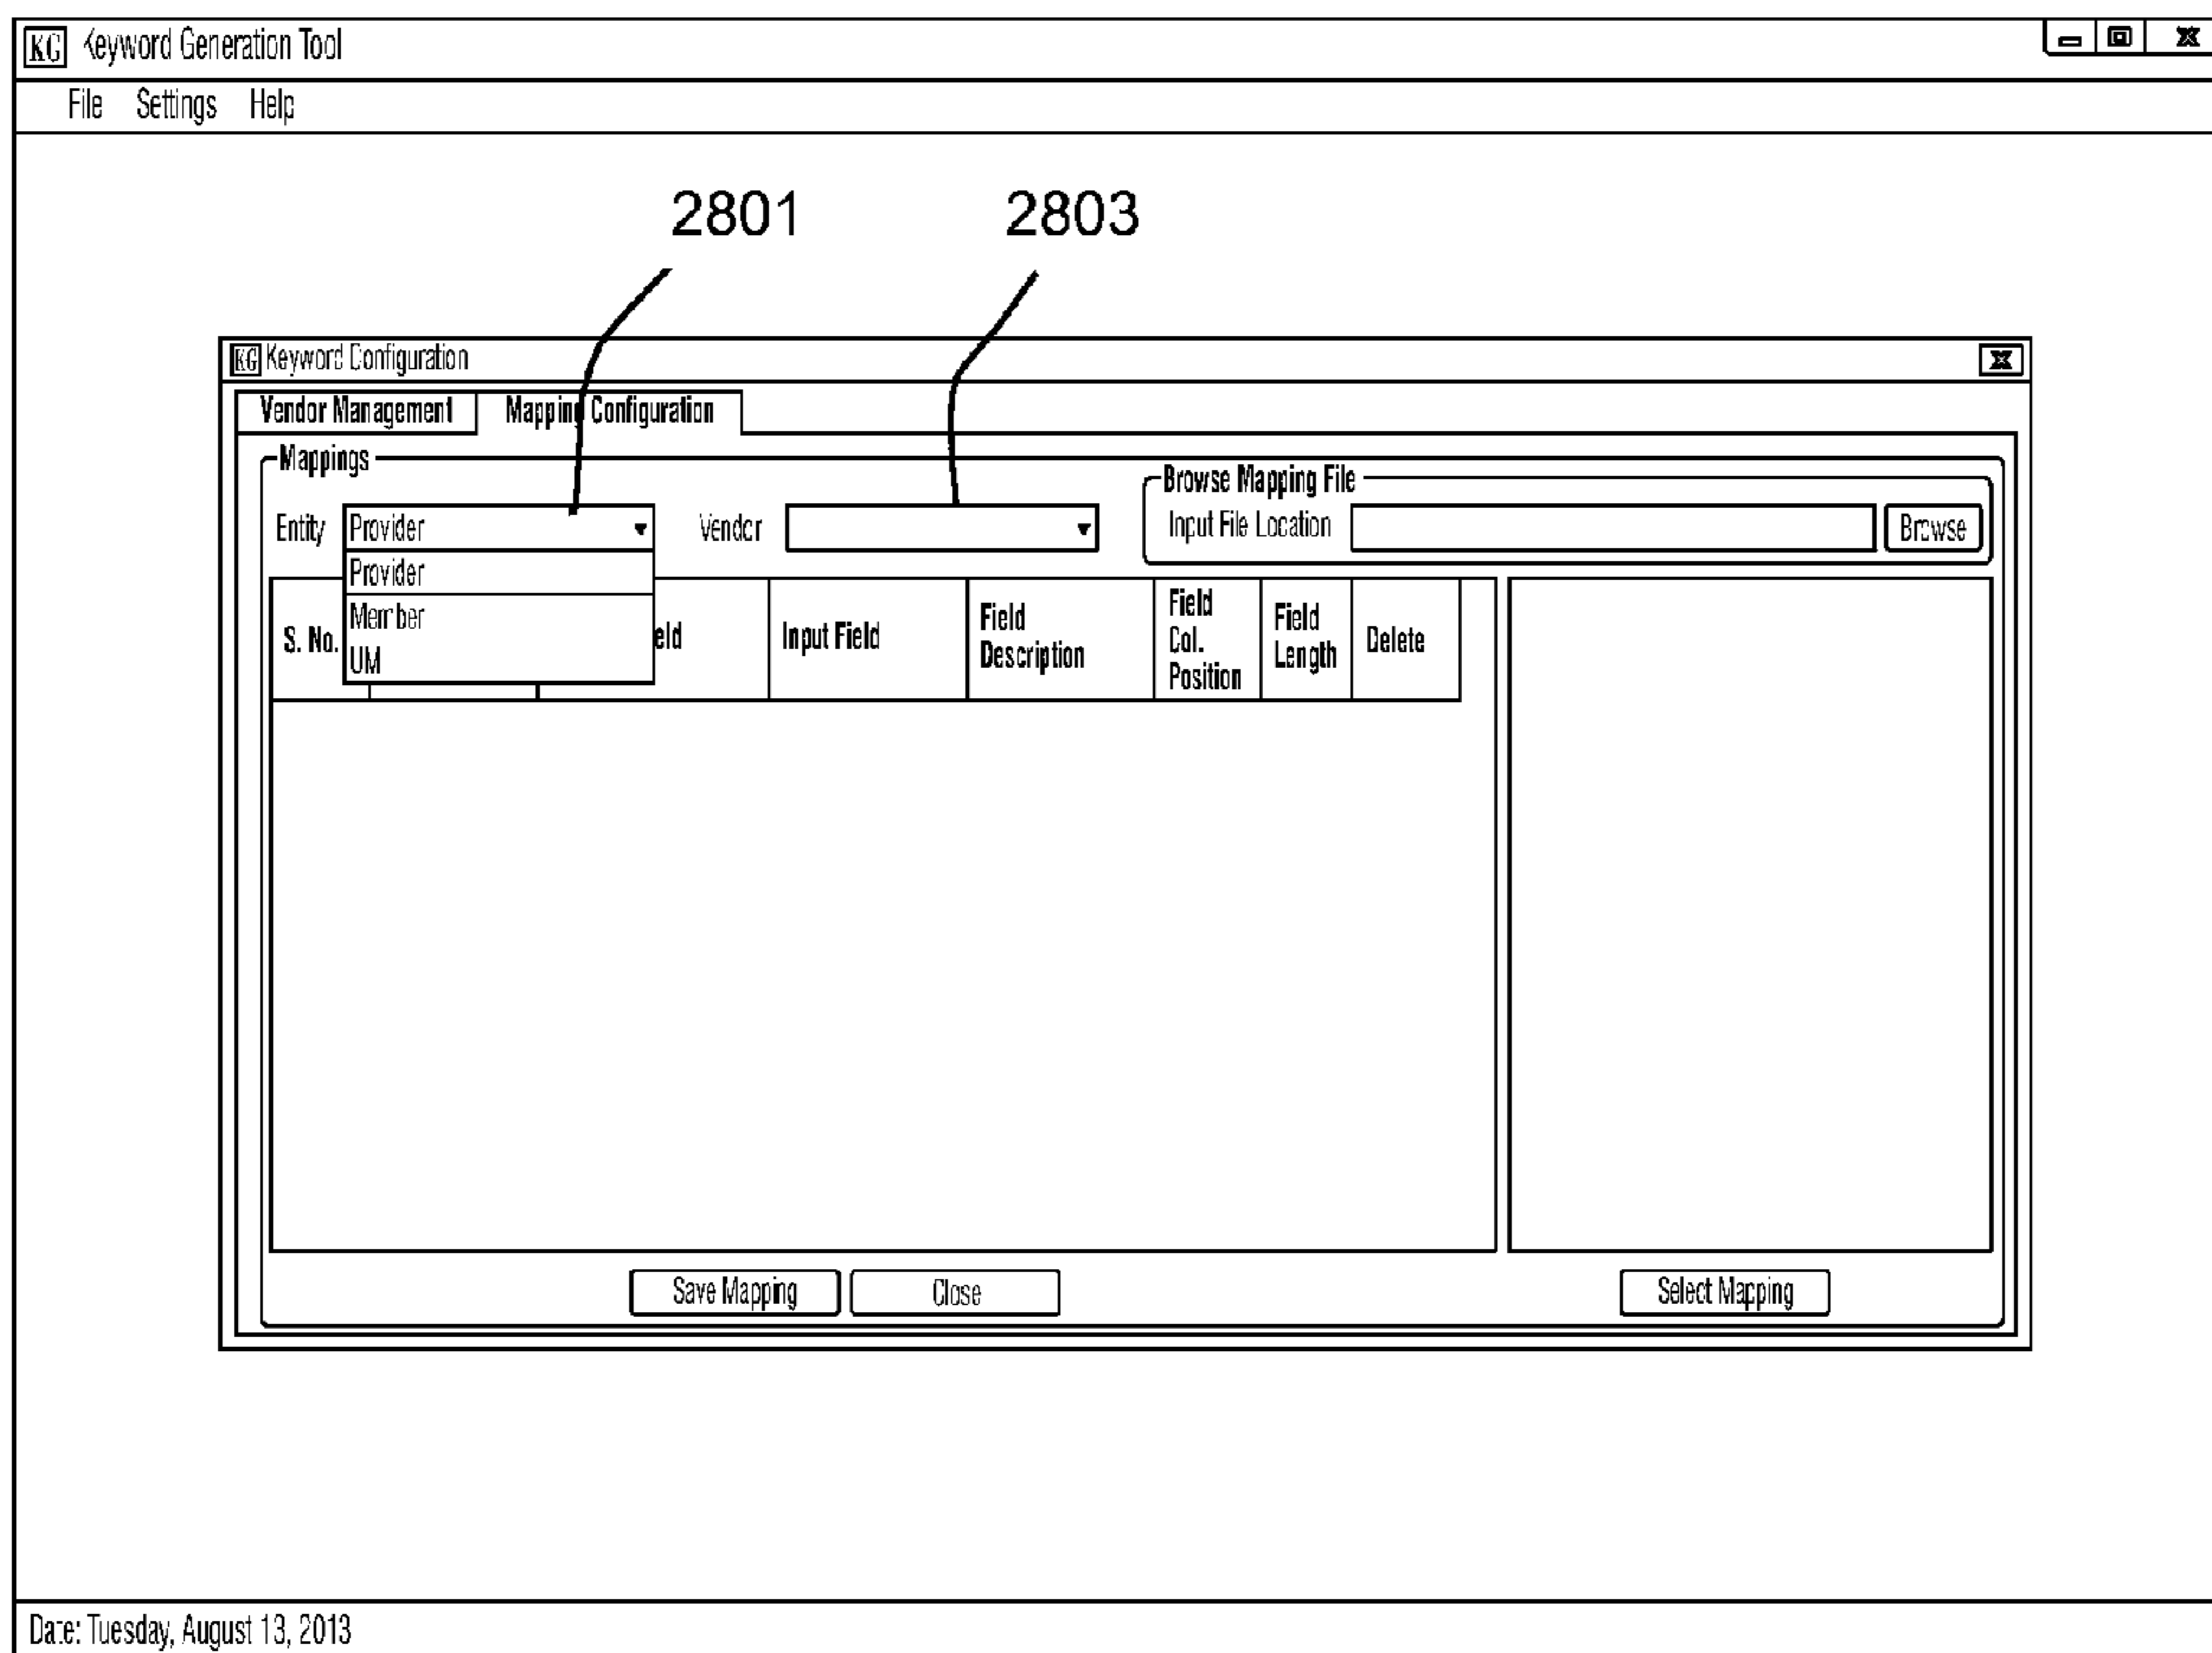 KG Keyword Generation Tool
File Settings Help
2801 2803
KG Keyword Configuration
Vendor Management Mapping Configuration
Mappings
Browse Mapping File
Entity Provider Vendor Input File Location Browse
Provider
Member
UM
S. No. eld Input Field Field Description Field Col. Position Field Length Delete
Save Mapping Close Select Mapping
Date: Tuesday, August 13, 2013